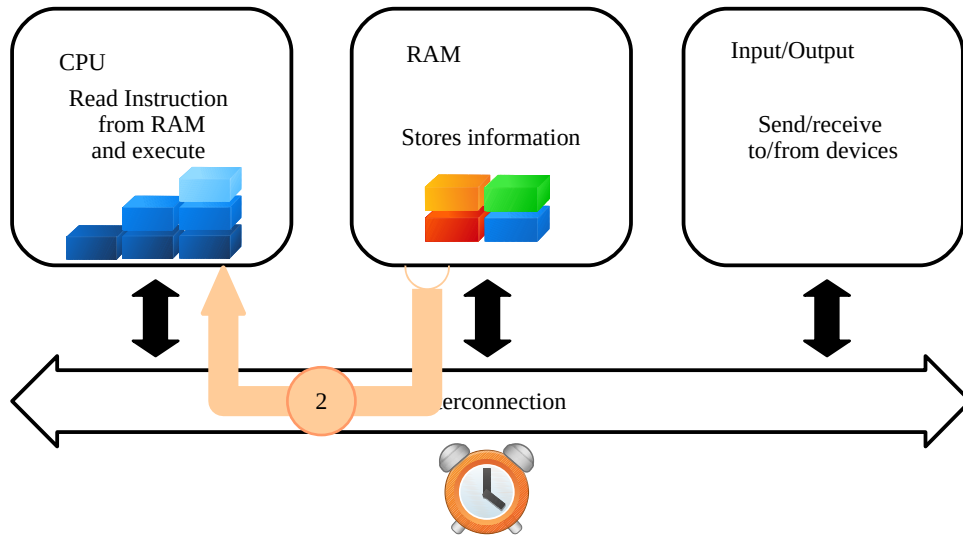 CPU
Read Instruction
from RAM
and execute
RAM
Stores information
Input/Output
Send/receive
to/from devices
2
erconnection